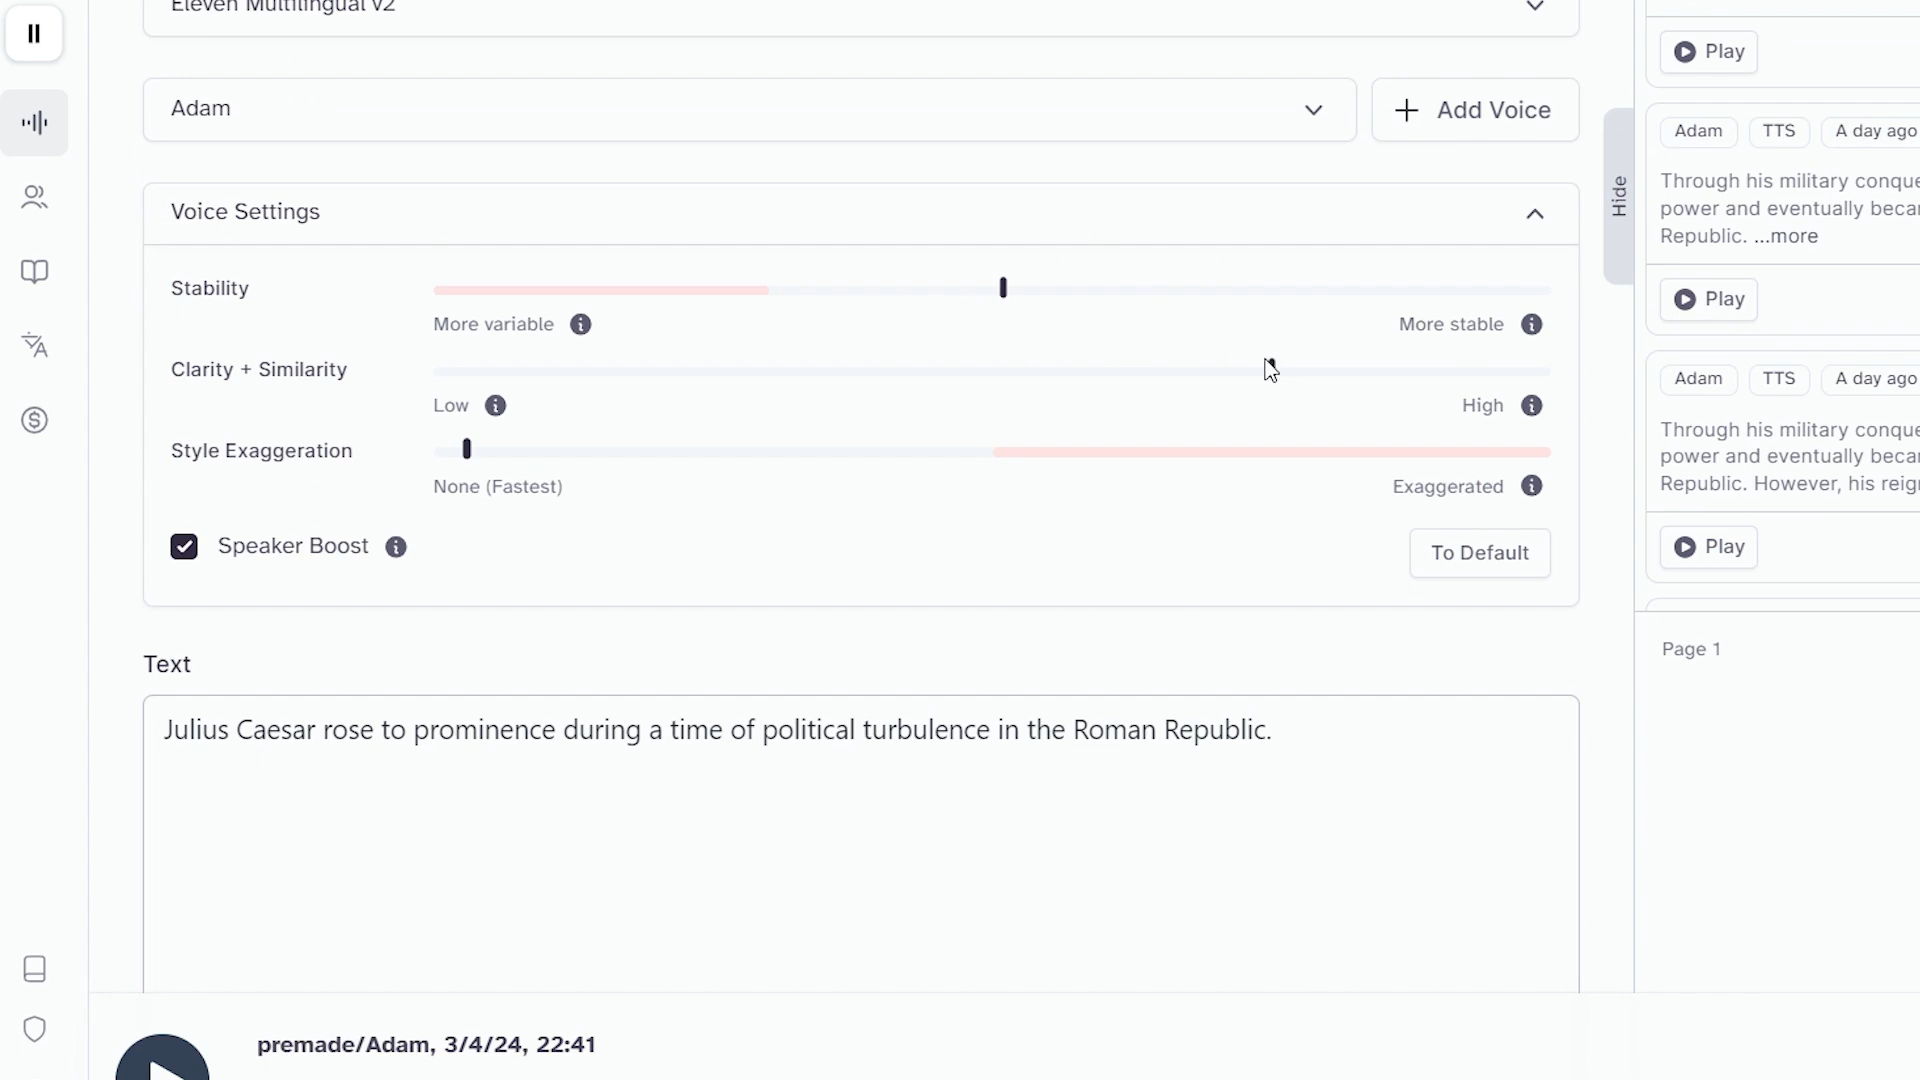 Eleven Multilingual v2
Adam
Add Voice
Voice Settings
Stability
More variable
More stable
Clarity + Similarity
Low
High
Style Exaggeration
None (Fastest)
Exaggerated
Speaker Boost
To Default
Text
Julius Caesar rose to prominence during a time of political turbulence in the Roman Republic.
premade/Adam, 3/4/24, 22:41
Hide
Play
Adam TTS A day ago
Through his military conque
power and eventually becar
Republic. ...more
Play
Adam TTS A day ago
Through his military conque
power and eventually becar
Republic. However, his reign
Play
Page 1